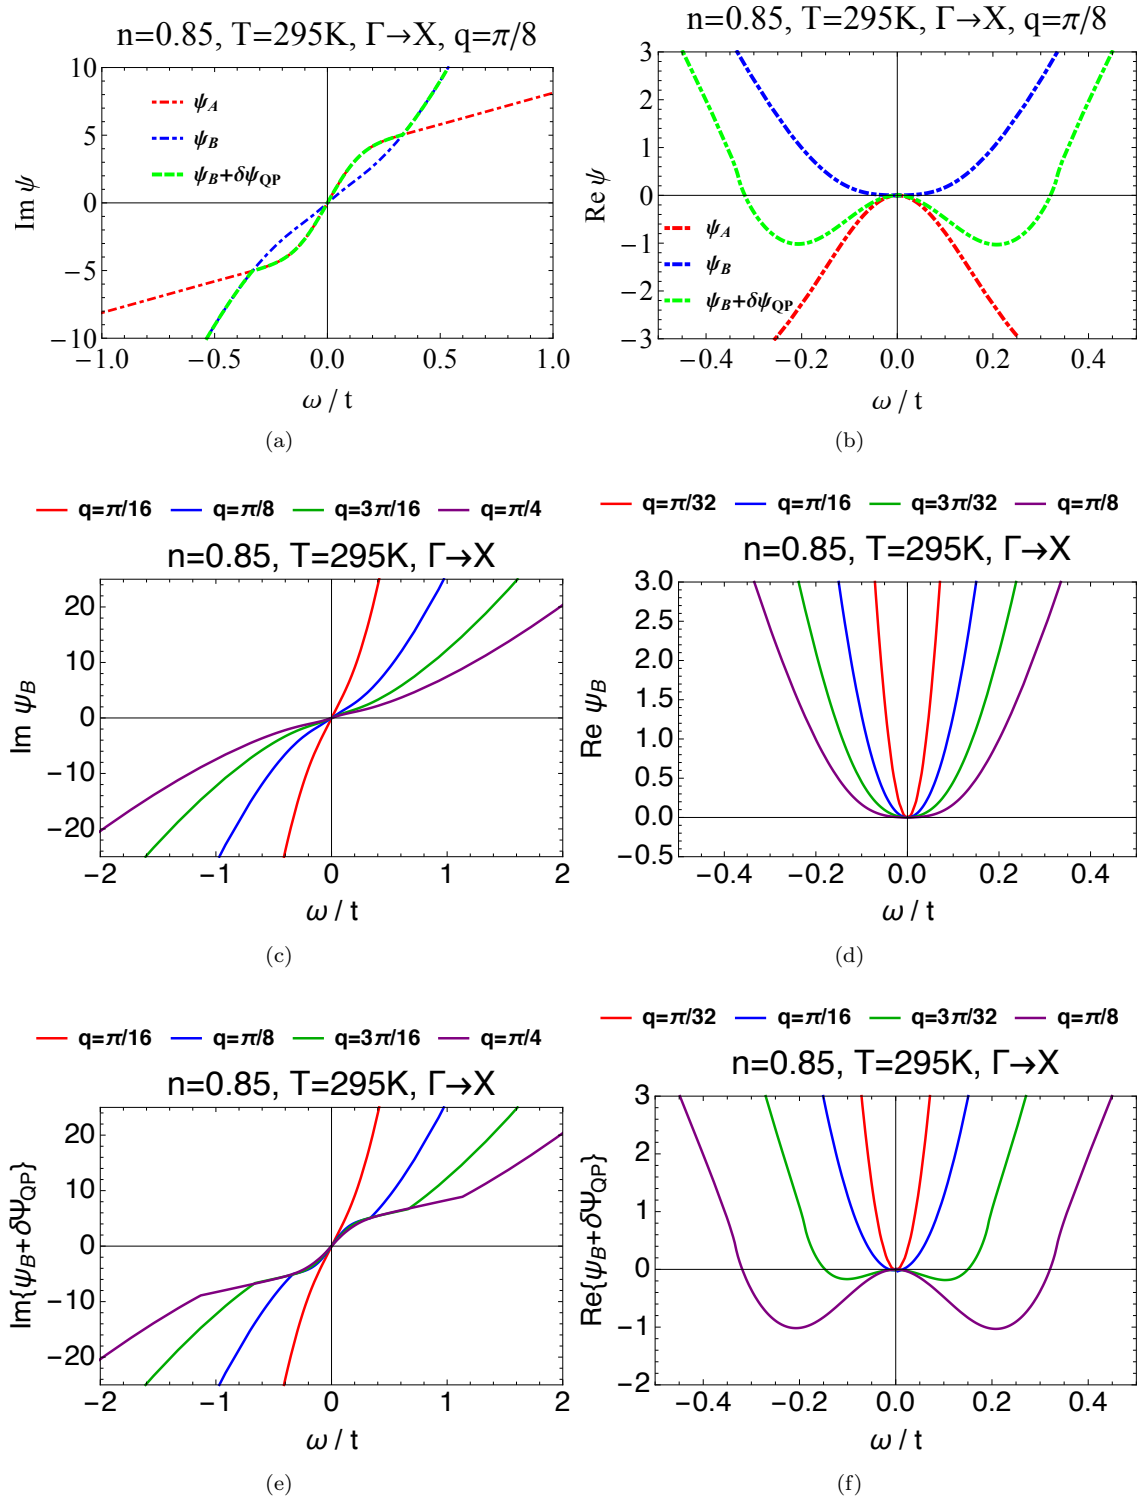 n=0.85, T=295K, Γ→X, q=π/8
Im ψ
10
5
0
−5
−10
ψ_A
ψ_B
ψ_B+δψ_QP
−1.0 −0.5 0.0 0.5 1.0
ω / t
(a)
n=0.85, T=295K, Γ→X, q=π/8
Re ψ
3
2
1
0
−1
−2
−3
ψ_A
ψ_B
ψ_B+δψ_QP
−0.4 −0.2 0.0 0.2 0.4
ω / t
(b)
q=π/16 q=π/8 q=3π/16 q=π/4
n=0.85, T=295K, Γ→X
Im ψ_B
20
10
0
−10
−20
−2 −1 0 1 2
ω / t
(c)
q=π/32 q=π/16 q=3π/32 q=π/8
n=0.85, T=295K, Γ→X
Re ψ_B
3.0
2.5
2.0
1.5
1.0
0.5
0.0
−0.5
−0.4 −0.2 0.0 0.2 0.4
ω / t
(d)
q=π/16 q=π/8 q=3π/16 q=π/4
n=0.85, T=295K, Γ→X
Im{ψ_B+δΨ_QP}
20
10
0
−10
−20
−2 −1 0 1 2
ω / t
(e)
q=π/32 q=π/16 q=3π/32 q=π/8
n=0.85, T=295K, Γ→X
Re{ψ_B+δΨ_QP}
3
2
1
0
−1
−2
−0.4 −0.2 0.0 0.2 0.4
ω / t
(f)